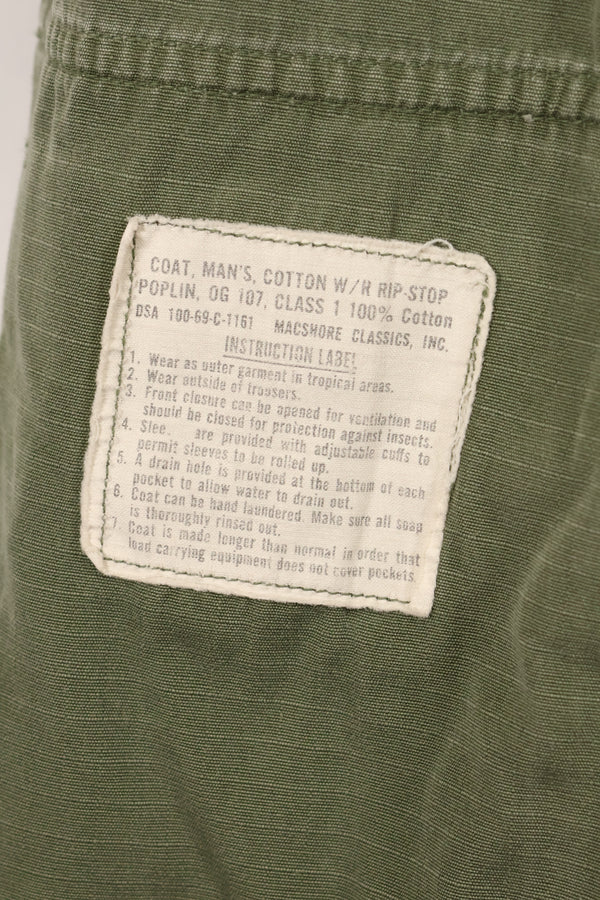 COAT, MAN'S, COTTON W/R RIP-STOP
POPLIN, OG 107, CLASS 1 100% Cotton
DSA 100-69-C-1161 MACSHORE CLASSICS, INC.
INSTRUCTION LABEL
1. Wear as outer garment in tropical areas.
2. Wear outside of trousers.
3. Front closure can be opened for ventilation and
should be closed for protection against insects.
4. Slee are provided with adjustable cuffs to
permit sleeves to be rolled up.
5. A drain hole is provided at the bottom of each
pocket to allow water to drain out.
6. Coat can be hand laundered. Make sure all soap
is thoroughly rinsed out.
7. Coat is made longer than normal in order that
load carrying equipment does not cover pockets.